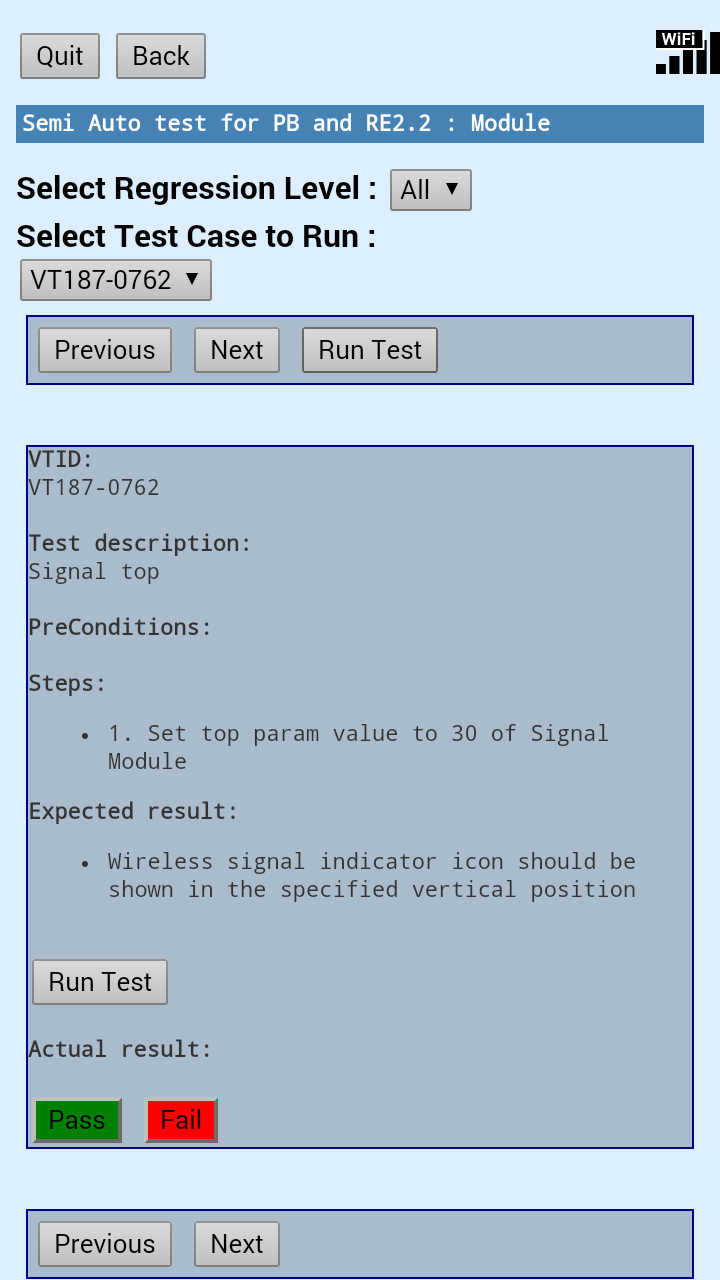 Quit Back
WiFi
Semi Auto test for PB and RE2.2 : Module
Select Regression Level : All ▼
Select Test Case to Run :
VT187-0762 ▼
Previous Next Run Test
VTID:
VT187-0762
Test description:
Signal top
PreConditions:
Steps:
• 1. Set top param value to 30 of Signal
Module
Expected result:
• Wireless signal indicator icon should be
shown in the specified vertical position
Run Test
Actual result:
Pass Fail
Previous Next